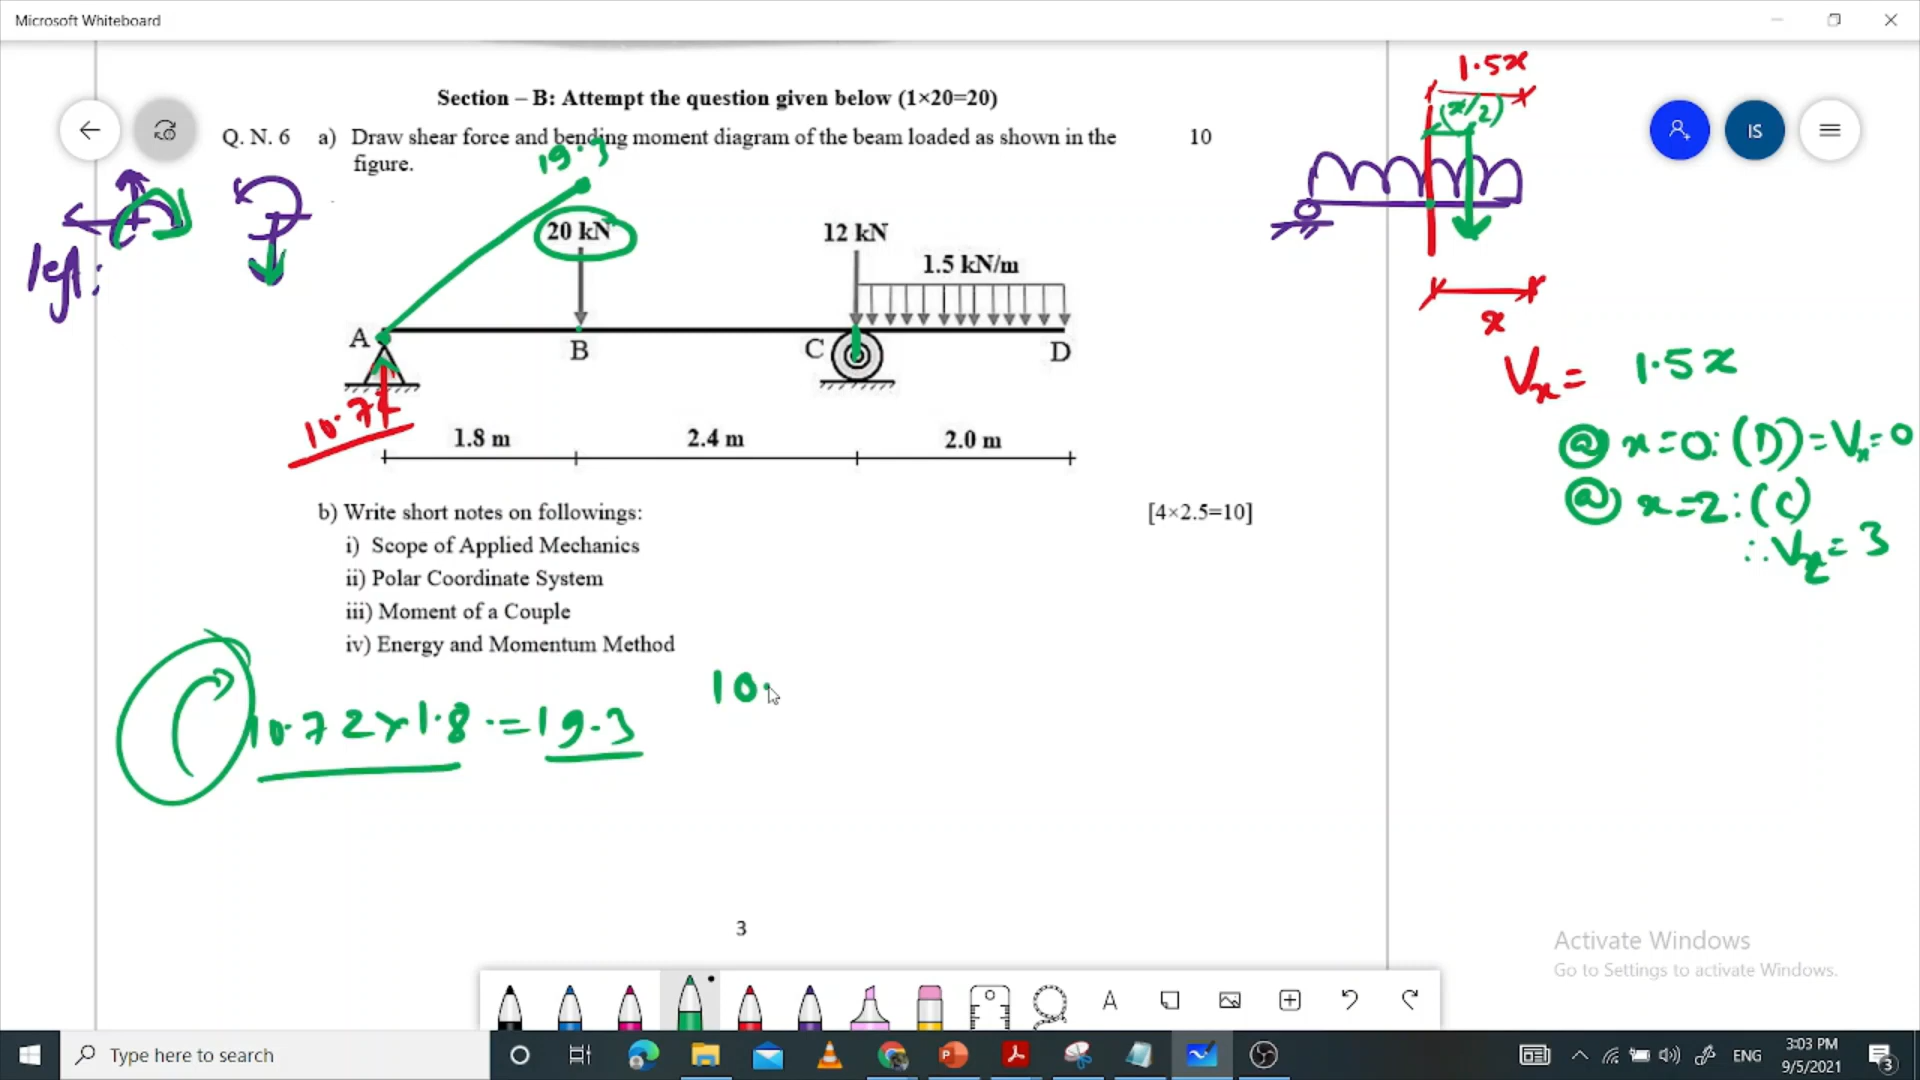 Microsoft Whiteboard
Section – B: Attempt the question given below (1×20=20)
Q. N. 6 a) Draw shear force and bending moment diagram of the beam loaded as shown in the 10
figure.
19.3
20 kN
12 kN
1.5 kN/m
A
B
C
D
10.72
1.8 m
2.4 m
2.0 m
b) Write short notes on followings: [4×2.5=10]
i) Scope of Applied Mechanics
ii) Polar Coordinate System
iii) Moment of a Couple
iv) Energy and Momentum Method
10.72×1.8 = 19.3
10.
3
left:
IS
1.5x
(x/2)
x
Vx = 1.5x
@ x=0: (D) = Vx = 0
@ x=2: (C)
∴ Vx = 3
Activate Windows
Go to Settings to activate Windows.
A
Type here to search
ENG
3:03 PM
9/5/2021
3